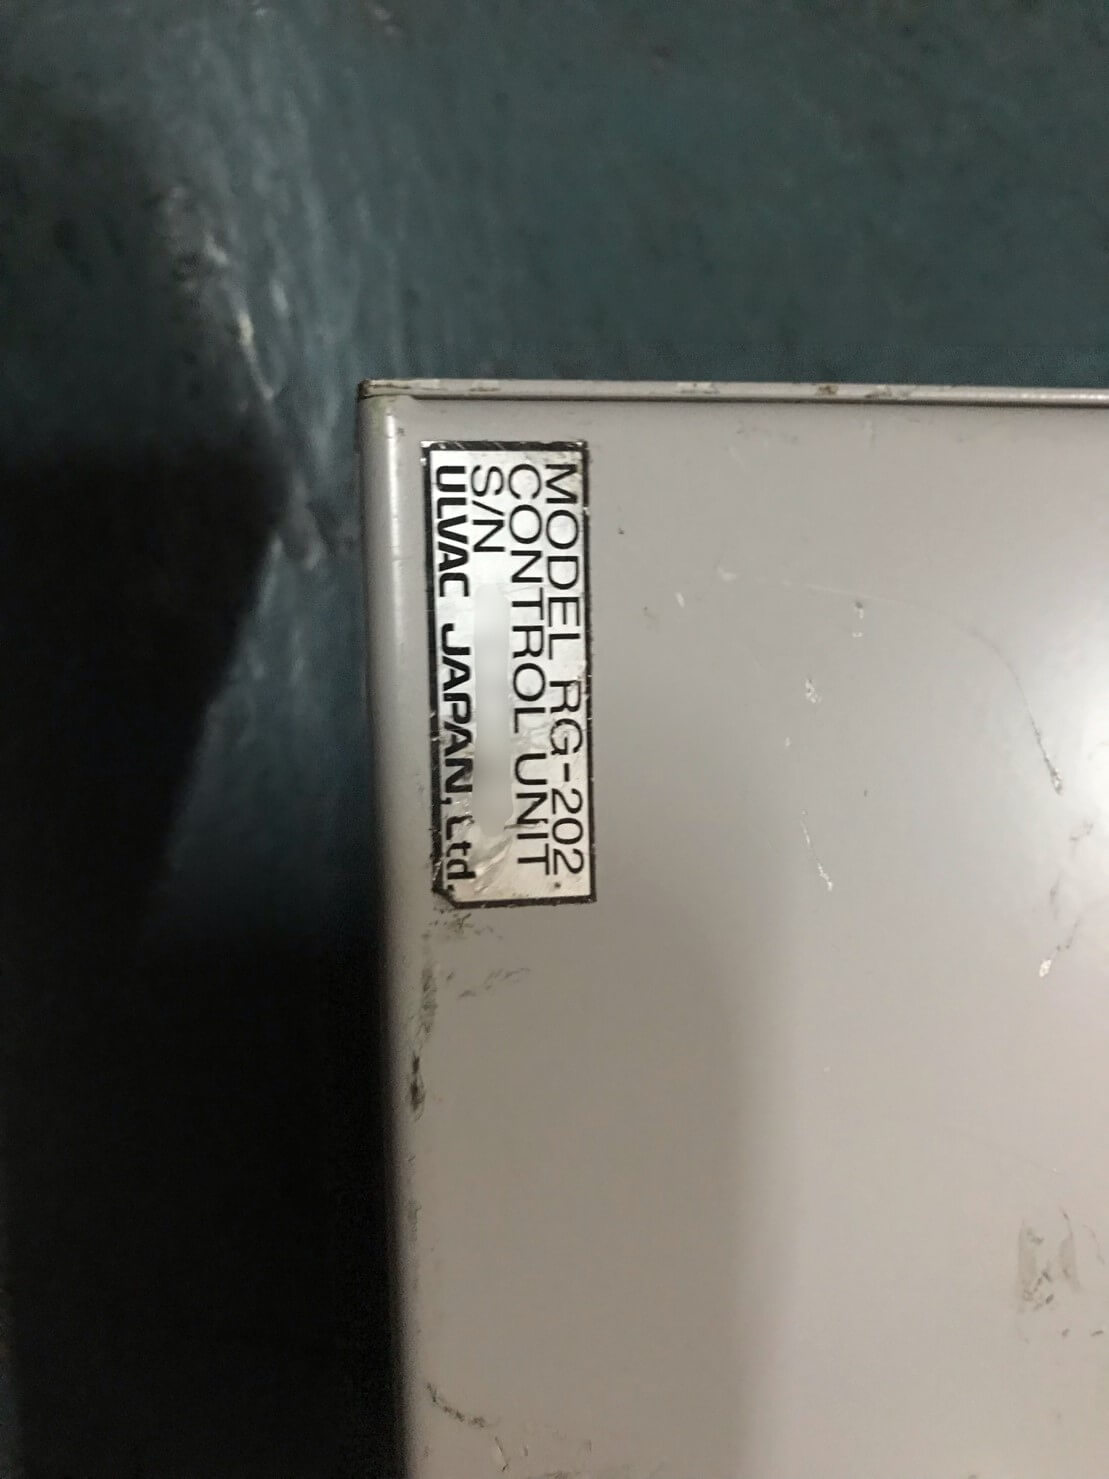 MODEL RG-202
CONTROL UNIT
S/N
ULVAC JAPAN, Ltd.